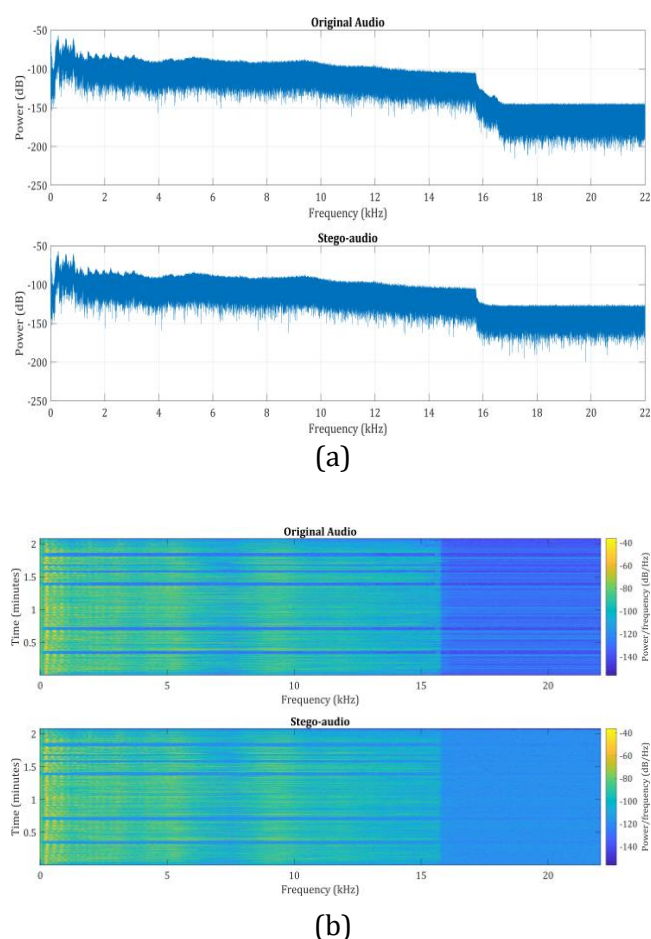 Original Audio
-50
-100
-150
-200
-250
Power (dB)
0 2 4 6 8 10 12 14 16 18 20 22
Frequency (kHz)
Stego-audio
-50
-100
-150
-200
-250
Power (dB)
0 2 4 6 8 10 12 14 16 18 20 22
Frequency (kHz)
(a)
Original Audio
2
1.5
1
0.5
Time (minutes)
0 5 10 15 20
Frequency (kHz)
-40
-60
-80
-100
-120
-140
Power/frequency (dB/Hz)
Stego-audio
2
1.5
1
0.5
Time (minutes)
0 5 10 15 20
Frequency (kHz)
-40
-60
-80
-100
-120
-140
Power/frequency (dB/Hz)
(b)